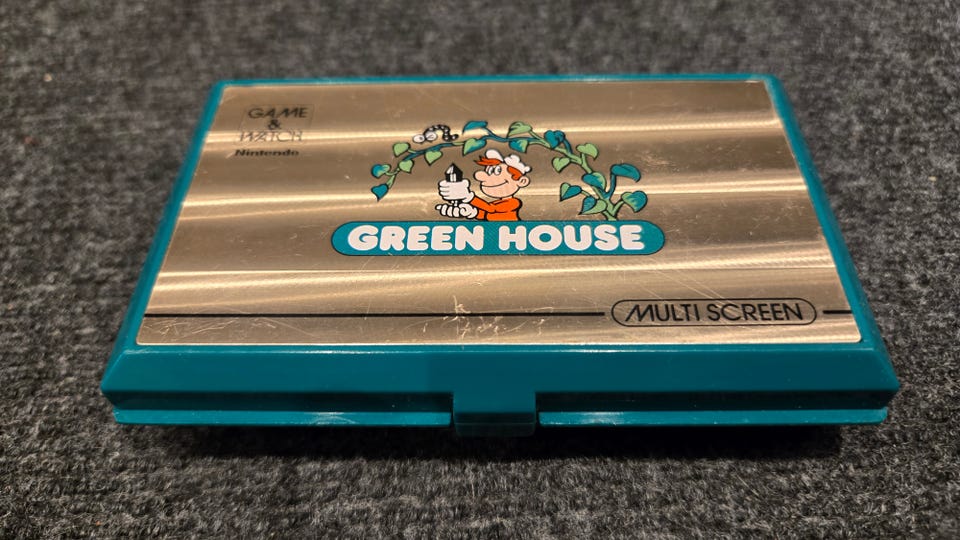 GAME
&
WATCH
Nintendo
GREEN HOUSE
MULTI SCREEN